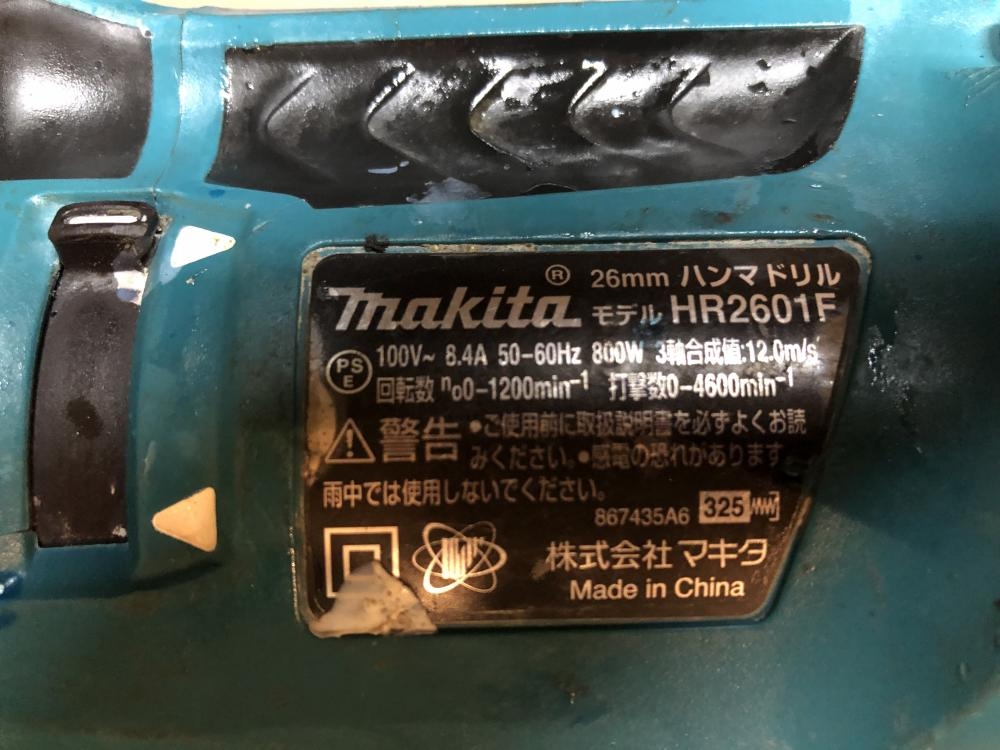 makita® 26mm ハンマドリル
モデル HR2601F
PS E 100V~ 8.4A 50-60Hz 800W 3軸合成値:12.0m/s
回転数 n₀0-1200min⁻¹ 打撃数0-4600min⁻¹
警告 •ご使用前に取扱説明書を必ずよくお読
みください。•感電の恐れがあります
雨中では使用しないでください。
867435A6 325
株式会社 マキタ
Made in China